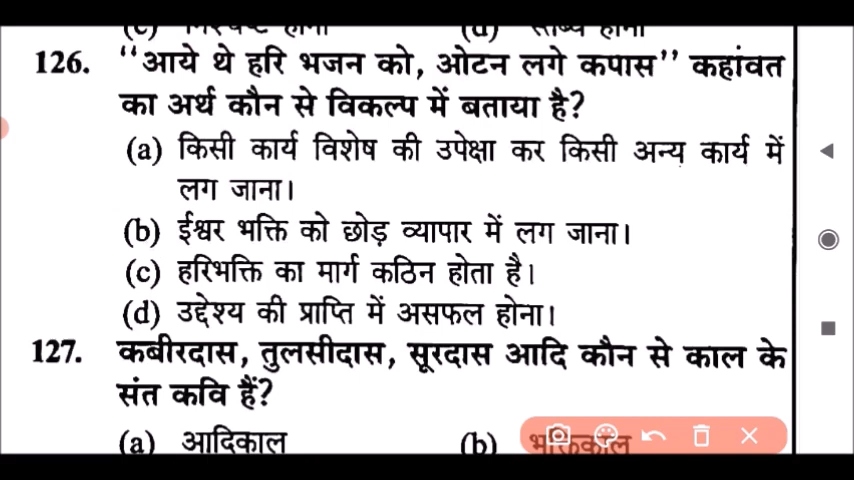 126. “आये थे हरि भजन को, ओटन लगे कपास” कहांवत
का अर्थ कौन से विकल्प में बताया है?
(a) किसी कार्य विशेष की उपेक्षा कर किसी अन्य कार्य में
लग जाना।
(b) ईश्वर भक्ति को छोड़ व्यापार में लग जाना।
(c) हरिभक्ति का मार्ग कठिन होता है।
(d) उद्देश्य की प्राप्ति में असफल होना।
127. कबीरदास, तुलसीदास, सूरदास आदि कौन से काल के
संत कवि हैं?
(a) आदिकाल (b) भक्तिकाल